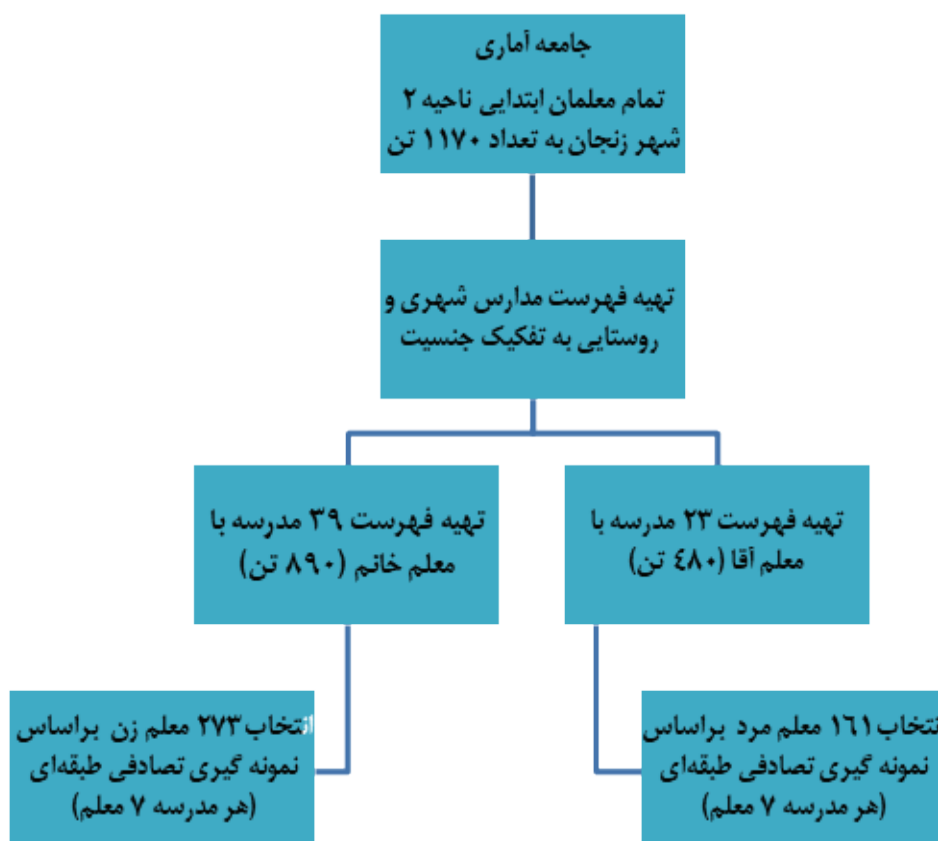 جامعه آماری
تمام معلمان ابتدایی ناحیه ۲
شهر زنجان به تعداد ۱۱۷۰ تن
تهیه فهرست مدارس شهری و
روستایی به تفکیک جنسیت
تهیه فهرست ۲۳ مدرسه با
معلم آقا (٤٨٠ تن)
تهیه فهرست ۳۹ مدرسه با
معلم خانم (۸۹۰ تن)
نتخاب ۱٦۱ معلم مرد براساس
نمونه گیری تصادفی طبقه‌ای
(هر مدرسه ۷ معلم)
انتخاب ۲۷۳ معلم زن براساس
نمونه گیری تصادفی طبقه‌ای
(هر مدرسه ۷ معلم)